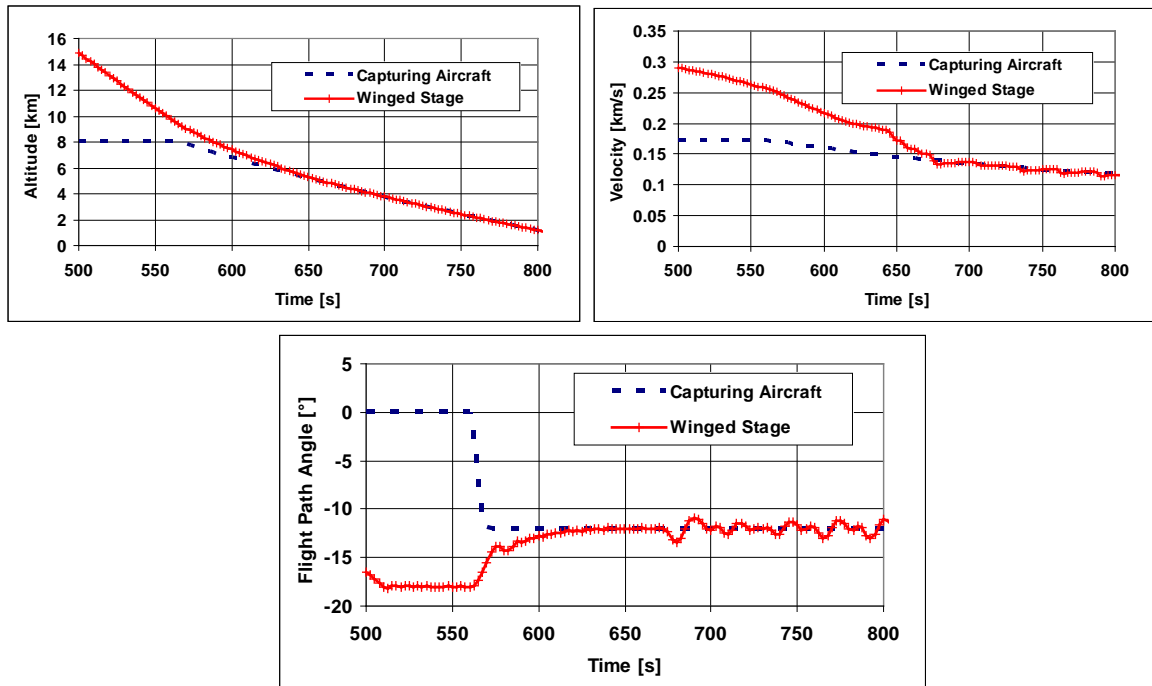 Altitude [km]
16
14
12
10
8
6
4
2
0
500 550 600 650 700 750 800
Time [s]
Capturing Aircraft
Winged Stage
Velocity [km/s]
0.35
0.3
0.25
0.2
0.15
0.1
0.05
0
500 550 600 650 700 750 800
Time [s]
Capturing Aircraft
Winged Stage
Flight Path Angle [°]
5
0
-5
-10
-15
-20
500 550 600 650 700 750 800
Time [s]
Capturing Aircraft
Winged Stage